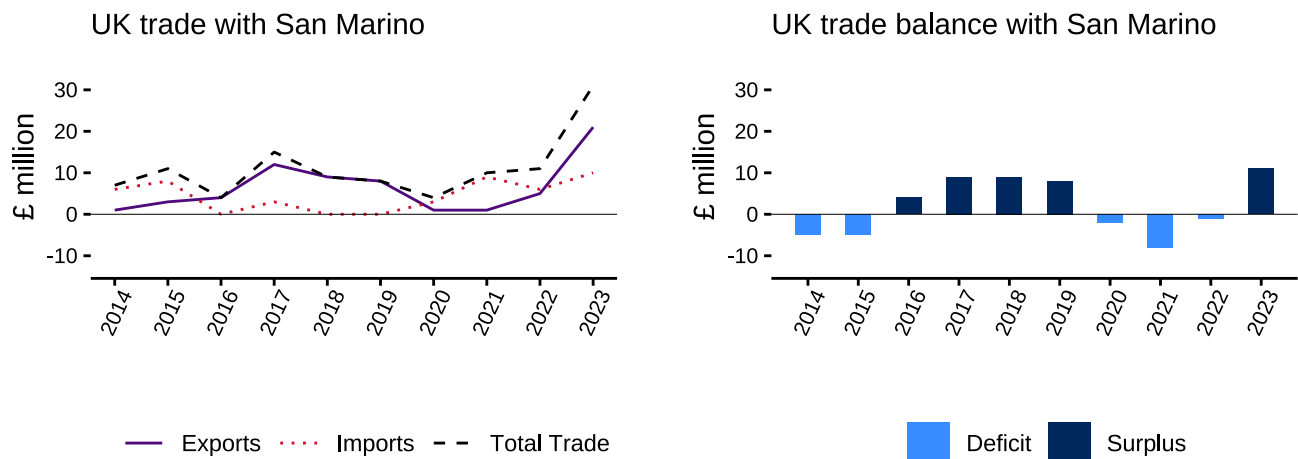 UK trade with San Marino
£ million
30
20
10
0
-10
2014 2015 2016 2017 2018 2019 2020 2021 2022 2023
Exports Imports Total Trade
UK trade balance with San Marino
£ million
30
20
10
0
-10
2014 2015 2016 2017 2018 2019 2020 2021 2022 2023
Deficit Surplus